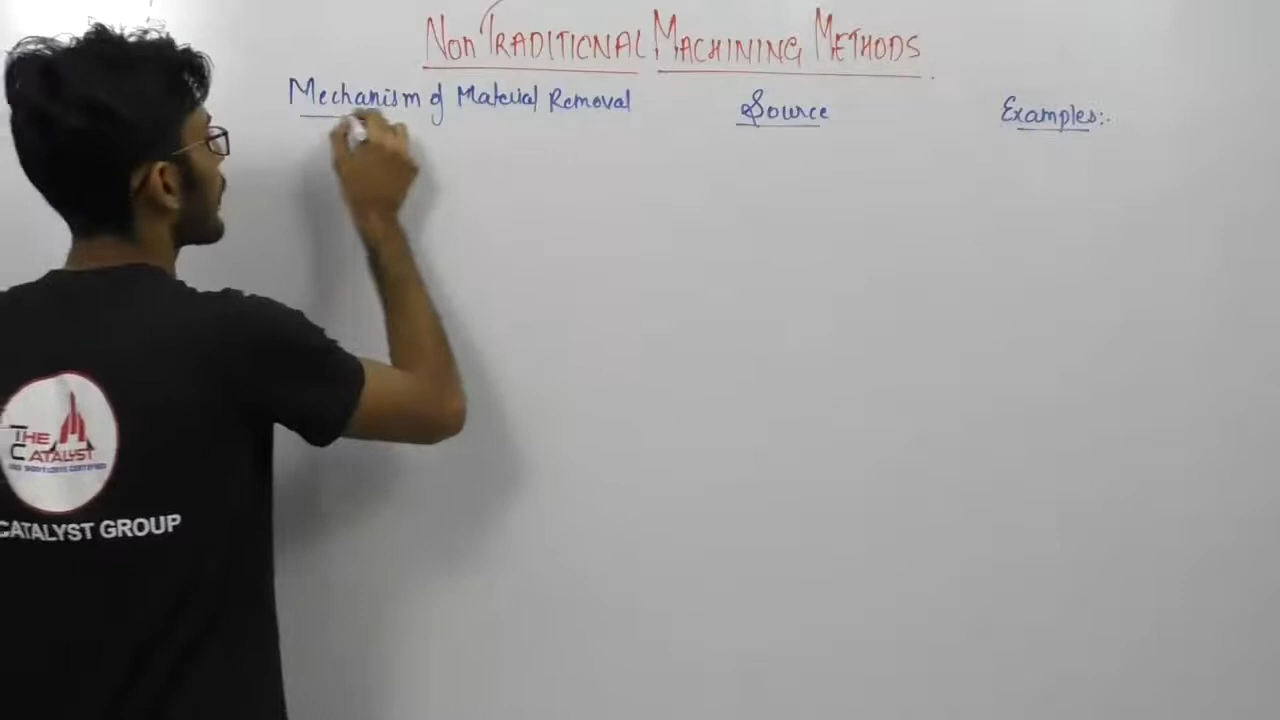 Non TRADITIONAL MACHINING METHODS
Mechanism of Material Removal Source Examples:-
THE
CATALYST
CATALYST GROUP